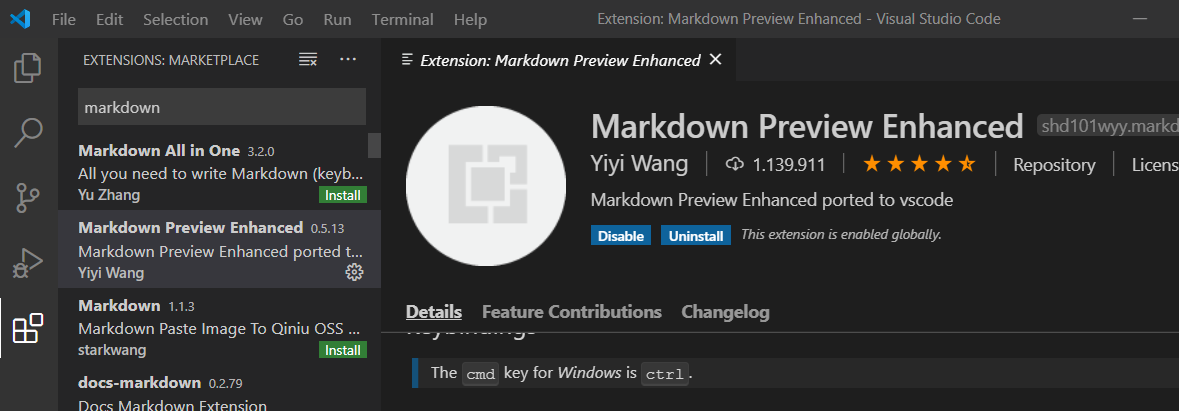 File Edit Selection View Go Run Terminal Help Extension: Markdown Preview Enhanced - Visual Studio Code
EXTENSIONS: MARKETPLACE
markdown
Markdown All in One 3.2.0
All you need to write Markdown (keyb...
Yu Zhang Install
Markdown Preview Enhanced 0.5.13
Markdown Preview Enhanced ported t...
Yiyi Wang
Markdown 1.1.3
Markdown Paste Image To Qiniu OSS ...
starkwang Install
docs-markdown 0.2.79
Docs Markdown Extension
Extension: Markdown Preview Enhanced
Markdown Preview Enhanced shd101wyy.markd
Yiyi Wang 1.139.911 Repository Licens
Markdown Preview Enhanced ported to vscode
Disable Uninstall This extension is enabled globally.
Details Feature Contributions Changelog
Keybindings
The cmd key for Windows is ctrl.